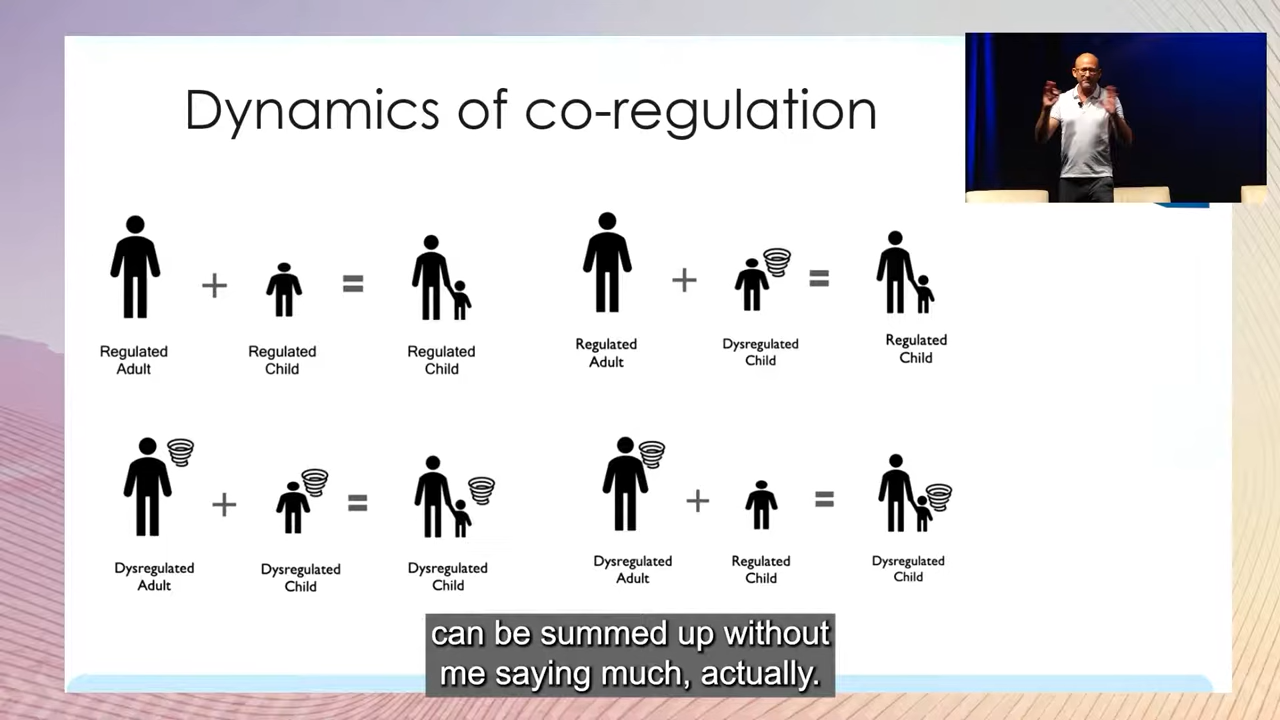 Dynamics of co-regulation
+
=
Regulated
Adult
Regulated
Child
Regulated
Child
+
=
Regulated
Adult
Dysregulated
Child
Regulated
Child
+
=
Dysregulated
Adult
Dysregulated
Child
Dysregulated
Child
+
=
Dysregulated
Adult
Regulated
Child
Dysregulated
Child
can be summed up without
me saying much, actually.